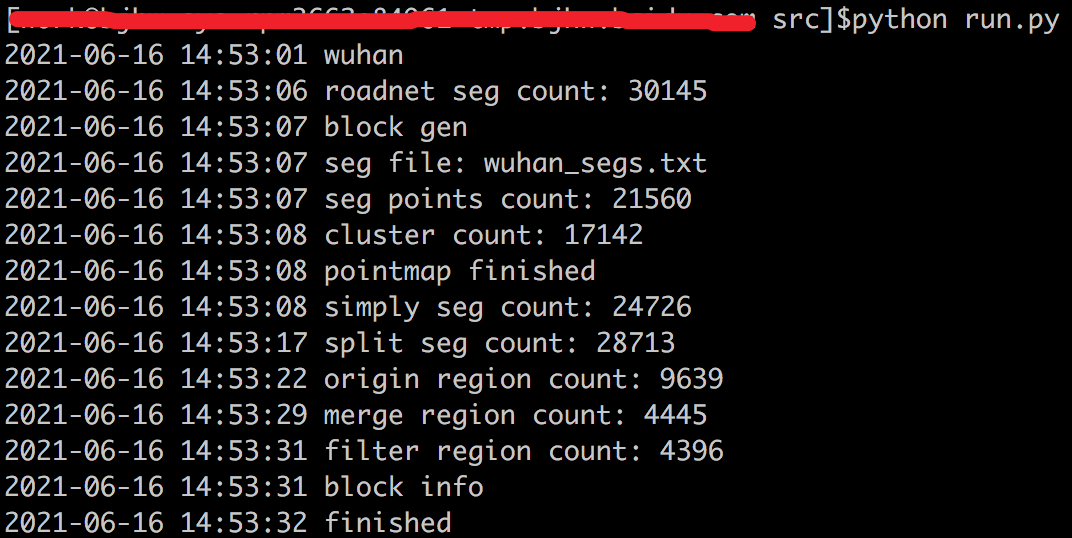 src]$python run.py
2021-06-16 14:53:01 wuhan
2021-06-16 14:53:06 roadnet seg count: 30145
2021-06-16 14:53:07 block gen
2021-06-16 14:53:07 seg file: wuhan_segs.txt
2021-06-16 14:53:07 seg points count: 21560
2021-06-16 14:53:08 cluster count: 17142
2021-06-16 14:53:08 pointmap finished
2021-06-16 14:53:08 simply seg count: 24726
2021-06-16 14:53:17 split seg count: 28713
2021-06-16 14:53:22 origin region count: 9639
2021-06-16 14:53:29 merge region count: 4445
2021-06-16 14:53:31 filter region count: 4396
2021-06-16 14:53:31 block info
2021-06-16 14:53:32 finished